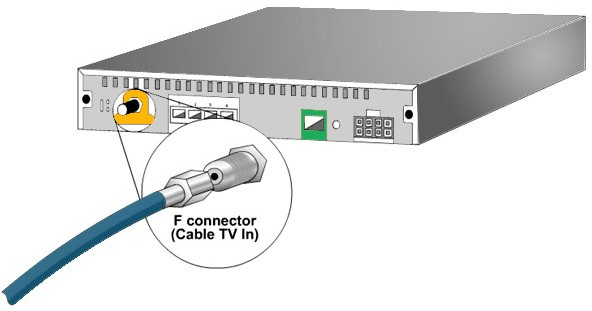 F connector
(Cable TV In)